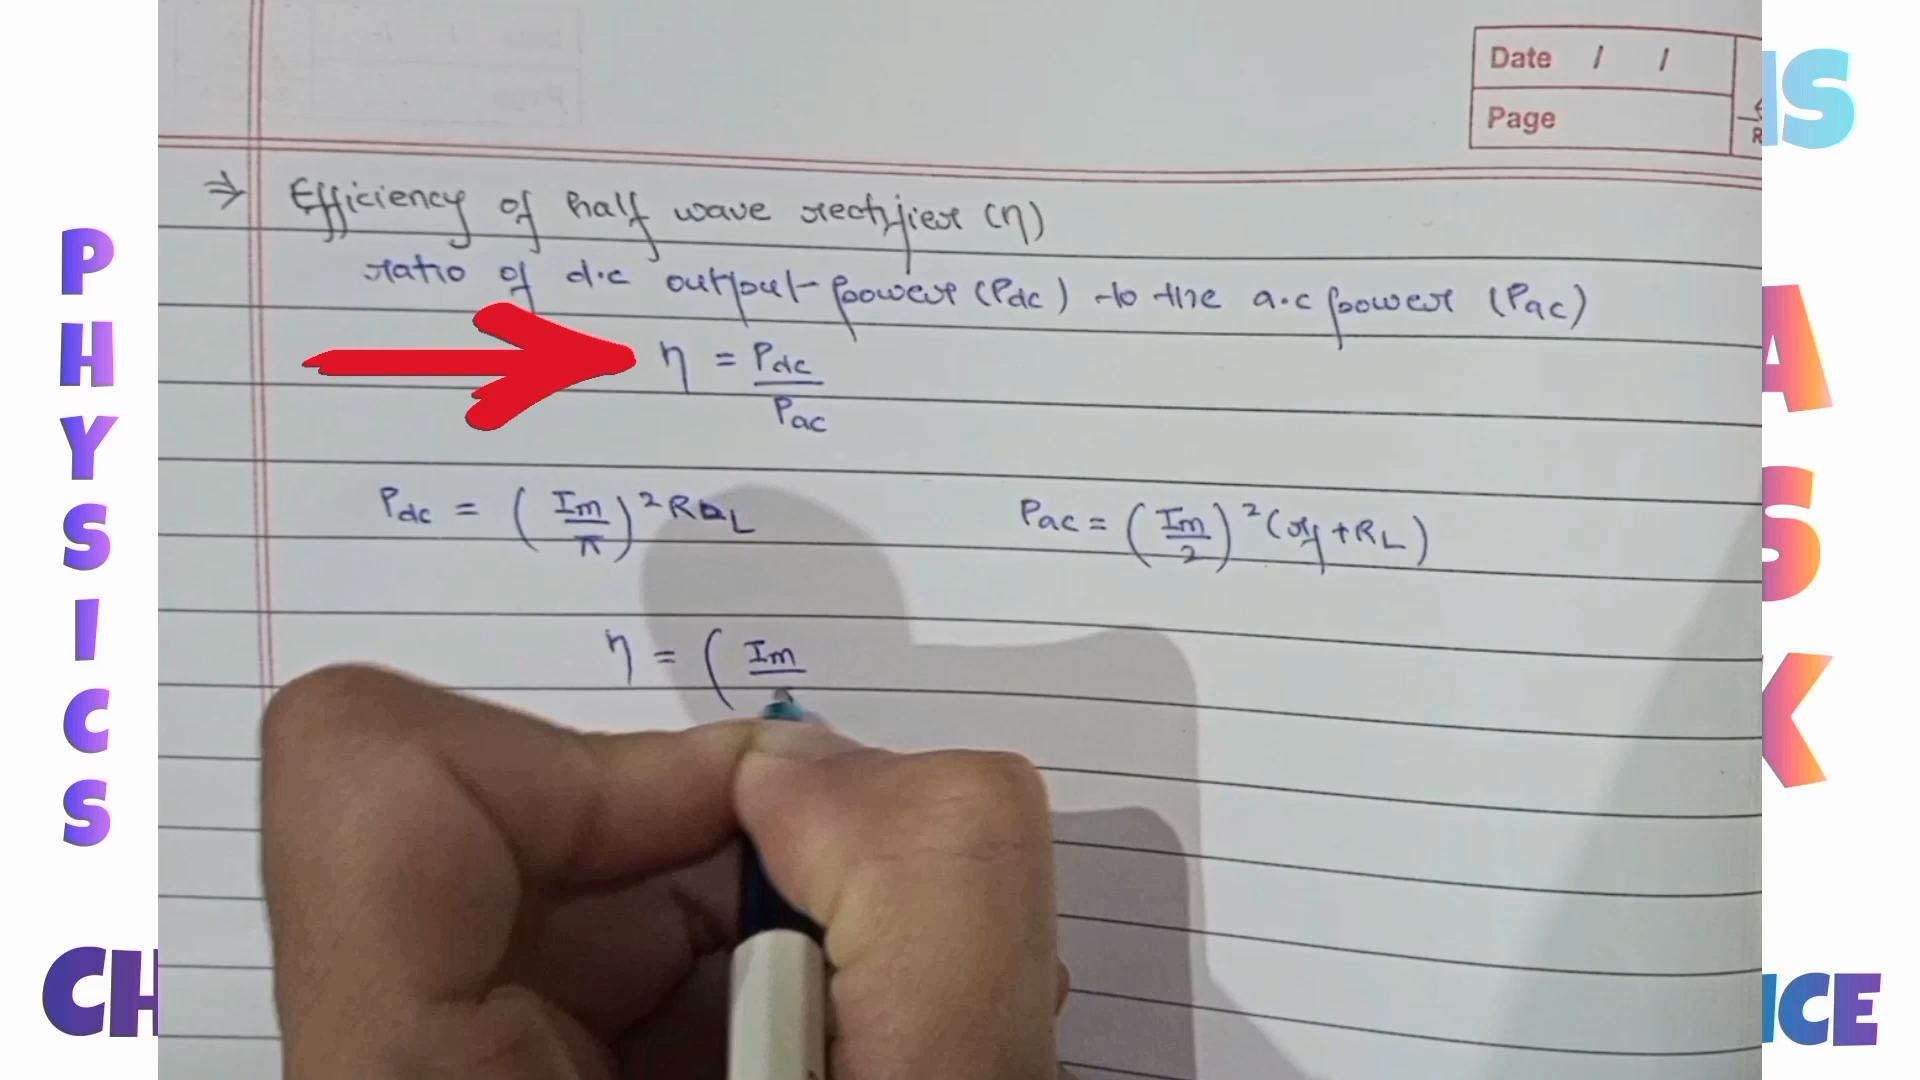 Date / /
Page
⇒ Efficiency of half wave rectifier (η)
ratio of d.c output power (Pdc) to the a.c power (Pac)
η = Pdc / Pac
Pdc = (Im/π)² RL
Pac = (Im/2)² (rf + RL)
η = ( Im
PHYSICS
ASK
CH
ICE